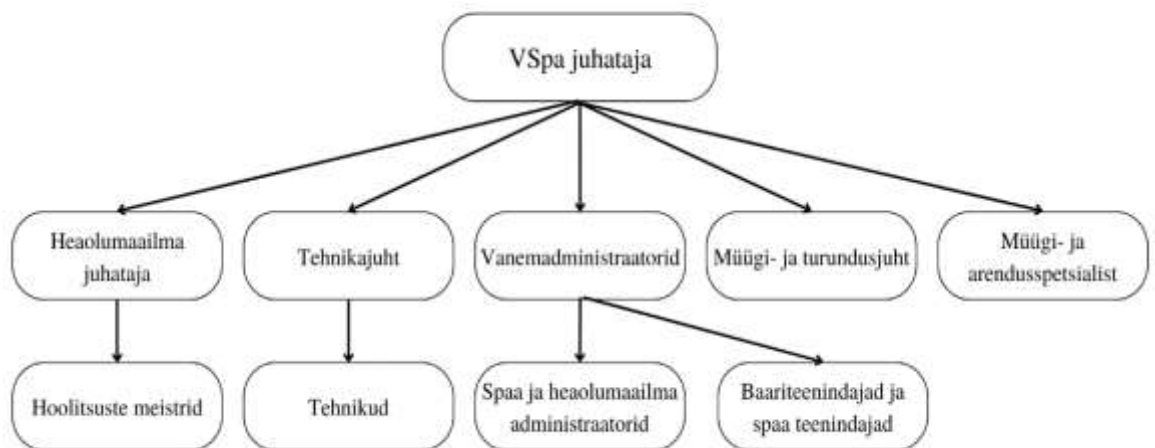 VSpa juhataja
Heaolumaailma
juhataja
Tehnikajuht
Vanemadministraatorid
Müügi- ja turundusjuht
Müügi- ja
arendusspetsialist
Hoolitsuste meistrid
Tehnikud
Spaa ja heaolumaailma
administraatorid
Baariteenindajad ja
spaa teenindajad